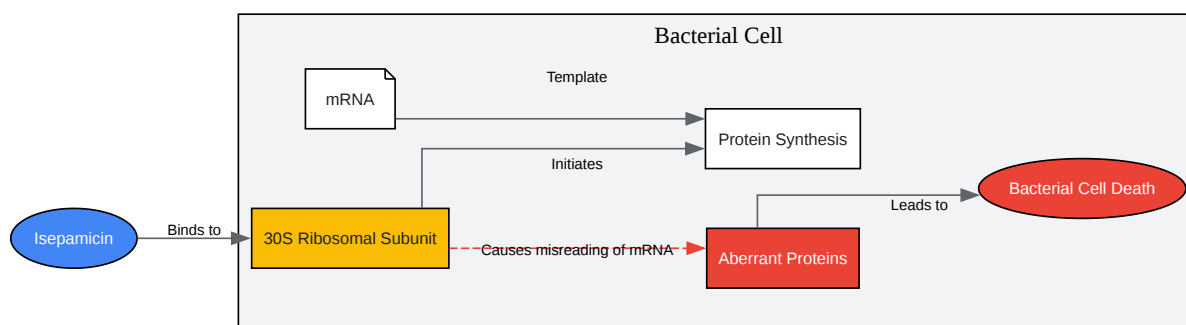 Bacterial Cell
Template
mRNA
Protein Synthesis
Initiates
Bacterial Cell Death
Leads to
Isepamicin
Binds to
30S Ribosomal Subunit
Causes misreading of mRNA
Aberrant Proteins